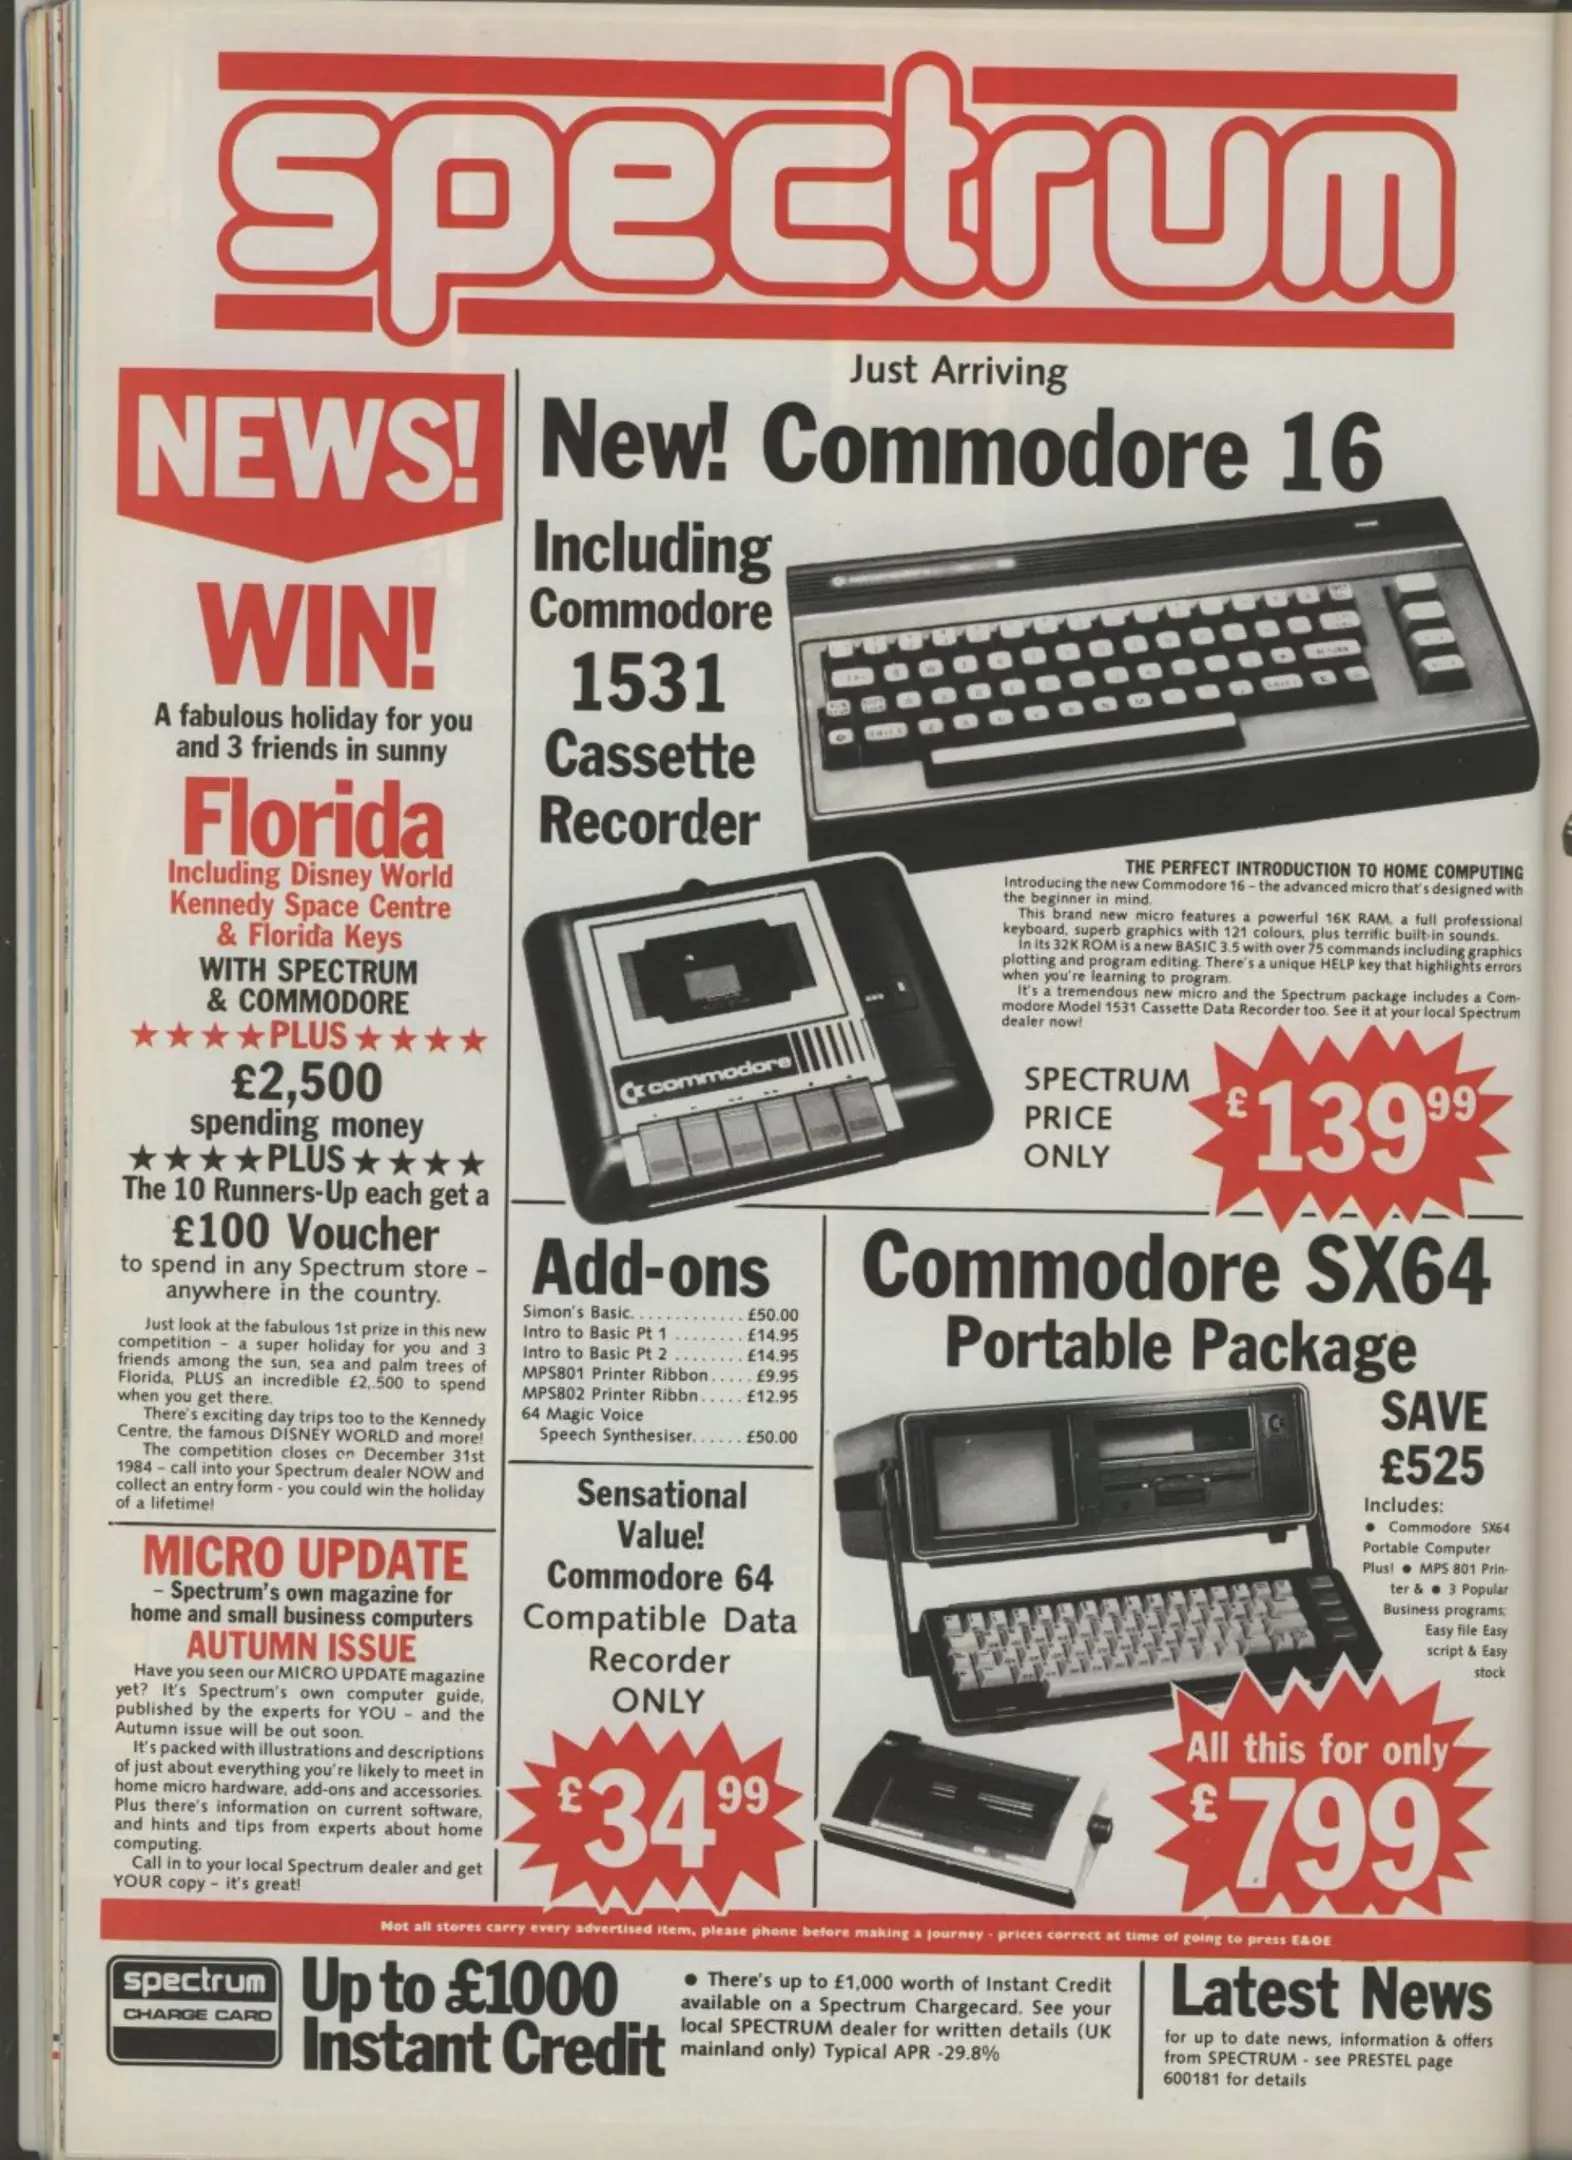 spectrum
NEWS!
WIN!
A fabulous holiday for you
and 3 friends in sunny
Florida
Including Disney World
Kennedy Space Centre
& Florida Keys
WITH SPECTRUM
& COMMODORE
★★★★PLUS★★★★
£2,500
spending money
★★★★PLUS★★★★
The 10 Runners-Up each get a
£100 Voucher
to spend in any Spectrum store –
anywhere in the country.
Just look at the fabulous 1st prize in this new
competition – a super holiday for you and 3
friends among the sun, sea and palm trees of
Florida, PLUS an incredible £2,.500 to spend
when you get there.
There's exciting day trips too to the Kennedy
Centre, the famous DISNEY WORLD and more!
The competition closes on December 31st
1984 – call into your Spectrum dealer NOW and
collect an entry form - you could win the holiday
of a lifetime!
MICRO UPDATE
– Spectrum's own magazine for
home and small business computers
AUTUMN ISSUE
Have you seen our MICRO UPDATE magazine
yet? It's Spectrum's own computer guide,
published by the experts for YOU – and the
Autumn issue will be out soon.
It's packed with illustrations and descriptions
of just about everything you're likely to meet in
home micro hardware, add-ons and accessories.
Plus there's information on current software,
and hints and tips from experts about home
computing.
Call in to your local Spectrum dealer and get
YOUR copy – it's great!
Just Arriving
New! Commodore 16
Including
Commodore
1531
Cassette
Recorder
commodore
THE PERFECT INTRODUCTION TO HOME COMPUTING
Introducing the new Commodore 16 – the advanced micro that's designed with
the beginner in mind.
This brand new micro features a powerful 16K RAM, a full professional
keyboard, superb graphics with 121 colours, plus terrific built-in sounds.
In its 32K ROM is a new BASIC 3.5 with over 75 commands including graphics
plotting and program editing. There's a unique HELP key that highlights errors
when you're learning to program.
It's a tremendous new micro and the Spectrum package includes a Com-
modore Model 1531 Cassette Data Recorder too. See it at your local Spectrum
dealer now!
SPECTRUM
PRICE
ONLY
£139.99
Add-ons
Simon's Basic............. £50.00
Intro to Basic Pt 1 ........ £14.95
Intro to Basic Pt 2 ........ £14.95
MPS801 Printer Ribbon..... £9.95
MPS802 Printer Ribbn..... £12.95
64 Magic Voice
Speech Synthesiser...... £50.00
Sensational
Value!
Commodore 64
Compatible Data
Recorder
ONLY
£34.99
Commodore SX64
Portable Package
SAVE
£525
Includes:
● Commodore SX64
Portable Computer
Plus! ● MPS 801 Prin-
ter & ● 3 Popular
Business programs;
Easy file Easy
script & Easy
stock
All this for only
£799
Not all stores carry every advertised item, please phone before making a journey - prices correct at time of going to press E&OE
spectrum
CHARGE CARD
Up to £1000
Instant Credit
● There's up to £1,000 worth of Instant Credit
available on a Spectrum Chargecard. See your
local SPECTRUM dealer for written details (UK
mainland only) Typical APR -29.8%
Latest News
for up to date news, information & offers
from SPECTRUM - see PRESTEL page
600181 for details